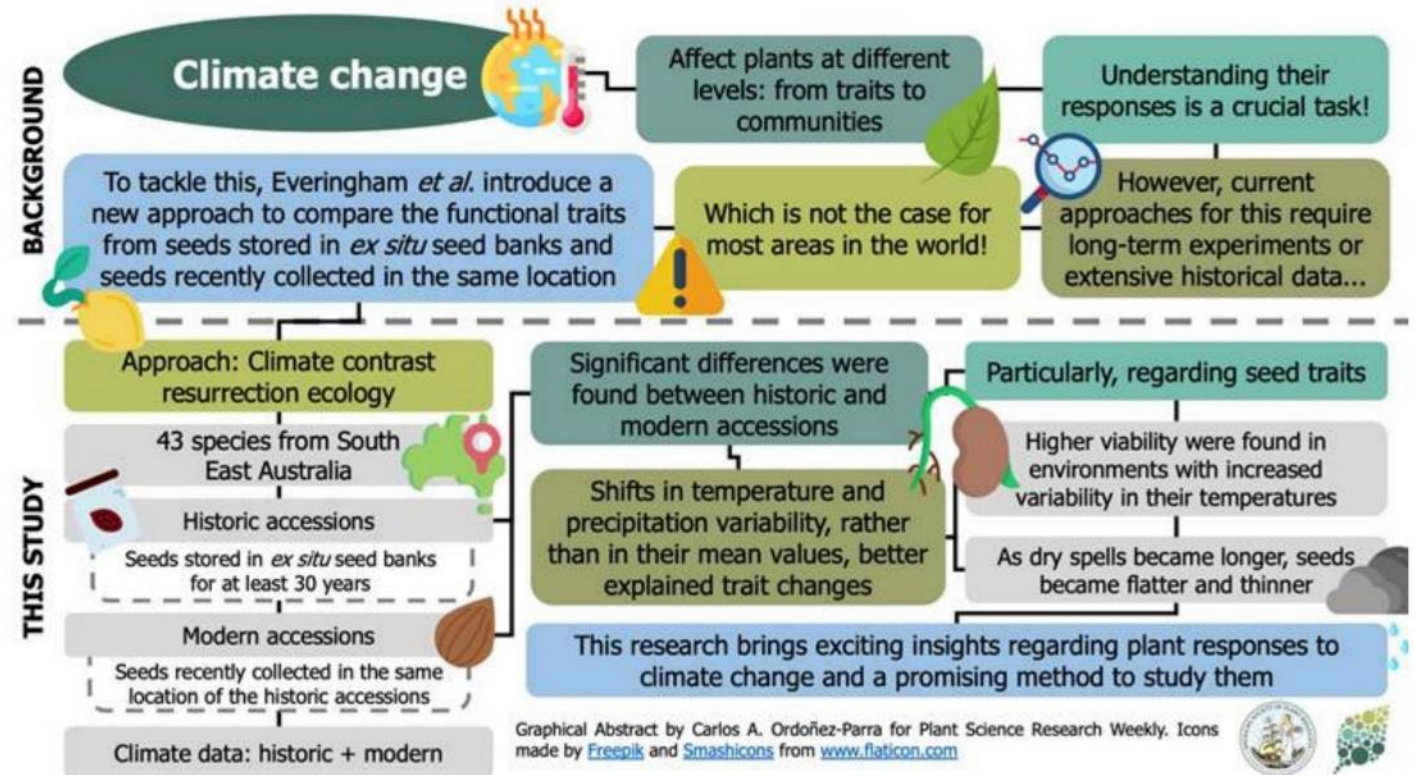 BACKGROUND
Climate change
Affect plants at different
levels: from traits to
communities
Understanding their
responses is a crucial task!
However, current
approaches for this require
long-term experiments or
extensive historical data...
Which is not the case for
most areas in the world!
To tackle this, Everingham et al. introduce a
new approach to compare the functional traits
from seeds stored in ex situ seed banks and
seeds recently collected in the same location
THIS STUDY
Approach: Climate contrast
resurrection ecology
43 species from South
East Australia
Historic accessions
Seeds stored in ex situ seed banks
for at least 30 years
Modern accessions
Seeds recently collected in the same
location of the historic accessions
Climate data: historic + modern
Significant differences were
found between historic and
modern accessions
Shifts in temperature and
precipitation variability, rather
than in their mean values, better
explained trait changes
Particularly, regarding seed traits
Higher viability were found in
environments with increased
variability in their temperatures
As dry spells became longer, seeds
became flatter and thinner
This research brings exciting insights regarding plant responses to
climate change and a promising method to study them
Graphical Abstract by Carlos A. Ordoñez-Parra for Plant Science Research Weekly. Icons
made by Freepik and Smashicons from www.flaticon.com